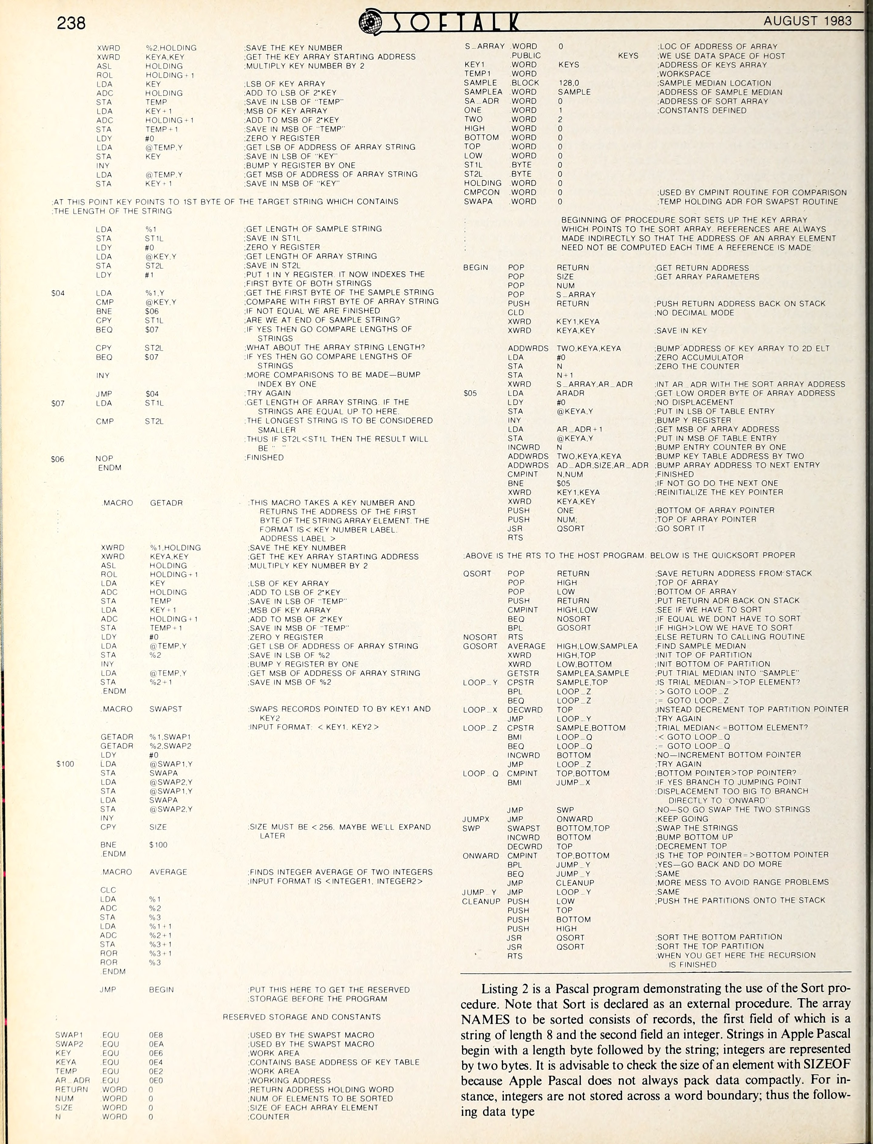 238
SOFTALK
AUGUST 1983
XWRD %2,HOLDING ;SAVE THE KEY NUMBER
XWRD KEYA,KEY ;GET THE KEY ARRAY STARTING ADDRESS
ASL HOLDING ;MULTIPLY KEY NUMBER BY 2
ROL HOLDING+1
LDA KEY ;LSB OF KEY ARRAY
ADC HOLDING ;ADD TO LSB OF 2*KEY
STA TEMP ;SAVE IN LSB OF "TEMP"
LDA KEY+1 ;MSB OF KEY ARRAY
ADC HOLDING+1 ;ADD TO MSB OF 2*KEY
STA TEMP+1 ;SAVE IN MSB OF "TEMP"
LDY #0 ;ZERO Y REGISTER
LDA @TEMP,Y ;GET LSB OF ADDRESS OF ARRAY STRING
STA KEY ;SAVE IN LSB OF "KEY"
INY ;BUMP Y REGISTER BY ONE
LDA @TEMP,Y ;GET MSB OF ADDRESS OF ARRAY STRING
STA KEY+1 ;SAVE IN MSB OF "KEY"
;AT THIS POINT KEY POINTS TO 1ST BYTE OF THE TARGET STRING WHICH CONTAINS
;THE LENGTH OF THE STRING
LDA %1 ;GET LENGTH OF SAMPLE STRING
STA ST1L ;SAVE IN ST1L
LDY #0 ;ZERO Y REGISTER
LDA @KEY,Y ;GET LENGTH OF ARRAY STRING
STA ST2L ;SAVE IN ST2L
LDY #1 ;PUT 1 IN Y REGISTER. IT NOW INDEXES THE
;FIRST BYTE OF BOTH STRINGS
$04 LDA %1,Y ;GET THE FIRST BYTE OF THE SAMPLE STRING
CMP @KEY,Y ;COMPARE WITH FIRST BYTE OF ARRAY STRING
BNE $06 ;IF NOT EQUAL WE ARE FINISHED
CPY ST1L ;ARE WE AT END OF SAMPLE STRING?
BEQ $07 ;IF YES THEN GO COMPARE LENGTHS OF
STRINGS
CPY ST2L ;WHAT ABOUT THE ARRAY STRING LENGTH?
BEQ $07 ;IF YES THEN GO COMPARE LENGTHS OF
STRINGS
INY ;MORE COMPARISONS TO BE MADE—BUMP
INDEX BY ONE
JMP $04 ;TRY AGAIN
$07 LDA ST1L ;GET LENGTH OF ARRAY STRING. IF THE
STRINGS ARE EQUAL UP TO HERE,
CMP ST2L ;THE LONGEST STRING IS TO BE CONSIDERED
SMALLER
;THUS IF ST2L<ST1L THEN THE RESULT WILL
BE "-"
$06 NOP ;FINISHED
.ENDM
.MACRO GETADR ;THIS MACRO TAKES A KEY NUMBER AND
RETURNS THE ADDRESS OF THE FIRST
BYTE OF THE STRING ARRAY ELEMENT. THE
FORMAT IS< KEY NUMBER LABEL,
ADDRESS LABEL >
XWRD %1,HOLDING ;SAVE THE KEY NUMBER
XWRD KEYA,KEY ;GET THE KEY ARRAY STARTING ADDRESS
ASL HOLDING ;MULTIPLY KEY NUMBER BY 2
ROL HOLDING+1
LDA KEY ;LSB OF KEY ARRAY
ADC HOLDING ;ADD TO LSB OF 2*KEY
STA TEMP ;SAVE IN LSB OF "TEMP"
LDA KEY+1 ;MSB OF KEY ARRAY
ADC HOLDING+1 ;ADD TO MSB OF 2*KEY
STA TEMP+1 ;SAVE IN MSB OF "TEMP"
LDY #0 ;ZERO Y REGISTER
LDA @TEMP,Y ;GET LSB OF ADDRESS OF ARRAY STRING
STA %2 ;SAVE IN LSB OF %2
INY ;BUMP Y REGISTER BY ONE
LDA @TEMP,Y ;GET MSB OF ADDRESS OF ARRAY STRING
STA %2+1 ;SAVE IN MSB OF %2
.ENDM
.MACRO SWAPST ;SWAPS RECORDS POINTED TO BY KEY1 AND
KEY2
;INPUT FORMAT: < KEY1, KEY2>
GETADR %1,SWAP1
GETADR %2,SWAP2
LDY #0
$100 LDA @SWAP1,Y
STA SWAPA
LDA @SWAP2,Y
STA @SWAP1,Y
LDA SWAPA
STA @SWAP2,Y
INY
CPY SIZE ;SIZE MUST BE < 256. MAYBE WE'LL EXPAND
LATER
BNE $100
.ENDM
.MACRO AVERAGE ;FINDS INTEGER AVERAGE OF TWO INTEGERS
;INPUT FORMAT IS <INTEGER1, INTEGER2>
CLC
LDA %1
ADC %2
STA %3
LDA %1+1
ADC %2+1
STA %3+1
ROR %3+1
ROR %3
.ENDM
JMP BEGIN ;PUT THIS HERE TO GET THE RESERVED
;STORAGE BEFORE THE PROGRAM
RESERVED STORAGE AND CONSTANTS
SWAP1 .EQU 0E8 ;USED BY THE SWAPST MACRO
SWAP2 .EQU 0EA ;USED BY THE SWAPST MACRO
KEY .EQU 0E6 ;WORK AREA
KEYA .EQU 0E4 ;CONTAINS BASE ADDRESS OF KEY TABLE
TEMP .EQU 0E2 ;WORK AREA
AR_ADR .EQU 0E0 ;WORKING ADDRESS
RETURN .WORD 0 ;RETURN ADDRESS HOLDING WORD
NUM .WORD 0 ;NUM OF ELEMENTS TO BE SORTED
SIZE .WORD 0 ;SIZE OF EACH ARRAY ELEMENT
N .WORD 0 ;COUNTER
S_ARRAY .WORD 0 ;LOC OF ADDRESS OF ARRAY
.PUBLIC KEYS ;WE USE DATA SPACE OF HOST
KEY1 .WORD KEYS ;ADDRESS OF KEYS ARRAY
TEMP1 .WORD ;WORKSPACE
SAMPLE .BLOCK 128,0 ;SAMPLE MEDIAN LOCATION
SAMPLEA .WORD SAMPLE ;ADDRESS OF SAMPLE MEDIAN
SA_ADR .WORD 0 ;ADDRESS OF SORT ARRAY
ONE .WORD 1 ;CONSTANTS DEFINED
TWO .WORD 2
HIGH .WORD 0
BOTTOM .WORD 0
TOP .WORD 0
LOW .WORD 0
ST1L .BYTE 0
ST2L .BYTE 0
HOLDING .WORD 0
CMPCON .WORD 0 ;USED BY CMPINT ROUTINE FOR COMPARISON
SWAPA .WORD 0 ;TEMP HOLDING ADR FOR SWAPST ROUTINE
; BEGINNING OF PROCEDURE SORT SETS UP THE KEY ARRAY
; WHICH POINTS TO THE SORT ARRAY. REFERENCES ARE ALWAYS
; MADE INDIRECTLY SO THAT THE ADDRESS OF AN ARRAY ELEMENT
; NEED NOT BE COMPUTED EACH TIME A REFERENCE IS MADE
BEGIN POP RETURN ;GET RETURN ADDRESS
POP SIZE ;GET ARRAY PARAMETERS
POP NUM
POP S_ARRAY
PUSH RETURN ;PUSH RETURN ADDRESS BACK ON STACK
CLD ;NO DECIMAL MODE
XWRD KEY1,KEYA
XWRD KEYA,KEY ;SAVE IN KEY
ADDWRDS TWO,KEYA,KEYA ;BUMP ADDRESS OF KEY ARRAY TO 2D ELT
LDA #0 ;ZERO ACCUMULATOR
STA N ;ZERO THE COUNTER
STA N+1
XWRD S_ARRAY,AR_ADR ;INT AR_ADR WITH THE SORT ARRAY ADDRESS
$05 LDA ARADR ;GET LOW ORDER BYTE OF ARRAY ADDRESS
LDY #0 ;NO DISPLACEMENT
STA @KEYA,Y ;PUT IN LSB OF TABLE ENTRY
INY ;BUMP Y REGISTER
LDA AR_ADR+1 ;GET MSB OF ARRAY ADDRESS
STA @KEYA,Y ;PUT IN MSB OF TABLE ENTRY
INCWRD N ;BUMP ENTRY COUNTER BY ONE
ADDWRDS TWO,KEYA,KEYA ;BUMP KEY TABLE ADDRESS BY TWO
ADDWRDS AD_ADR,SIZE,AR_ADR ;BUMP ARRAY ADDRESS TO NEXT ENTRY
CMPINT N,NUM ;FINISHED
BNE $05 ;IF NOT GO DO THE NEXT ONE
XWRD KEY1,KEYA ;REINITIALIZE THE KEY POINTER
XWRD KEYA,KEY
PUSH ONE ;BOTTOM OF ARRAY POINTER
PUSH NUM; ;TOP OF ARRAY POINTER
JSR QSORT ;GO SORT IT
RTS
;ABOVE IS THE RTS TO THE HOST PROGRAM. BELOW IS THE QUICKSORT PROPER
QSORT POP RETURN ;SAVE RETURN ADDRESS FROM STACK
POP HIGH ;TOP OF ARRAY
POP LOW ;BOTTOM OF ARRAY
PUSH RETURN ;PUT RETURN ADR BACK ON STACK
CMPINT HIGH,LOW ;SEE IF WE HAVE TO SORT
BEQ NOSORT ;IF EQUAL WE DONT HAVE TO SORT
BPL GOSORT ;IF HIGH>LOW WE HAVE TO SORT
NOSORT RTS ;ELSE RETURN TO CALLING ROUTINE
GOSORT AVERAGE HIGH,LOW,SAMPLEA ;FIND SAMPLE MEDIAN
XWRD HIGH,TOP ;INIT TOP OF PARTITION
XWRD LOW,BOTTOM ;INIT BOTTOM OF PARTITION
GETSTR SAMPLEA,SAMPLE ;PUT TRIAL MEDIAN INTO "SAMPLE"
LOOP_Y CPSTR SAMPLE,TOP ;IS TRIAL MEDIAN=>TOP ELEMENT?
BPL LOOP_Z ;> GOTO LOOP_Z
BEQ LOOP_Z ;= GOTO LOOP_Z
LOOP_X DECWRD TOP ;INSTEAD DECREMENT TOP PARTITION POINTER
JMP LOOP_Y ;TRY AGAIN
LOOP_Z CPSTR SAMPLE,BOTTOM ;TRIAL MEDIAN<=BOTTOM ELEMENT?
BMI LOOP_Q ;< GOTO LOOP_Q
BEQ LOOP_Q ;= GOTO LOOP_Q
INCWRD BOTTOM ;NO—INCREMENT BOTTOM POINTER
JMP LOOP_Z ;TRY AGAIN
LOOP_Q CMPINT TOP,BOTTOM ;BOTTOM POINTER>TOP POINTER?
BMI JUMP_X ;IF YES BRANCH TO JUMPING POINT
;DISPLACEMENT TOO BIG TO BRANCH
DIRECTLY TO 'ONWARD'
JMP SWP ;NO—SO GO SWAP THE TWO STRINGS
JUMPX JMP ONWARD ;KEEP GOING
SWP SWAPST BOTTOM,TOP ;SWAP THE STRINGS
INCWRD BOTTOM ;BUMP BOTTOM UP
DECWRD TOP ;DECREMENT TOP
ONWARD CMPINT TOP,BOTTOM ;IS THE TOP POINTER=>BOTTOM POINTER
BPL JUMP_Y ;YES—GO BACK AND DO MORE
BEQ JUMP_Y ;SAME
JMP CLEANUP ;MORE MESS TO AVOID RANGE PROBLEMS
JUMP_Y JMP LOOP_Y ;SAME
CLEANUP PUSH LOW ;PUSH THE PARTITIONS ONTO THE STACK
PUSH TOP
PUSH BOTTOM
PUSH HIGH
JSR QSORT ;SORT THE BOTTOM PARTITION
JSR QSORT ;SORT THE TOP PARTITION
RTS ;WHEN YOU GET HERE THE RECURSION
IS FINISHED
Listing 2 is a Pascal program demonstrating the use of the Sort pro-
cedure. Note that Sort is declared as an external procedure. The array
NAMES to be sorted consists of records, the first field of which is a
string of length 8 and the second field an integer. Strings in Apple Pascal
begin with a length byte followed by the string; integers are represented
by two bytes. It is advisable to check the size of an element with SIZEOF
because Apple Pascal does not always pack data compactly. For in-
stance, integers are not stored across a word boundary; thus the follow-
ing data type